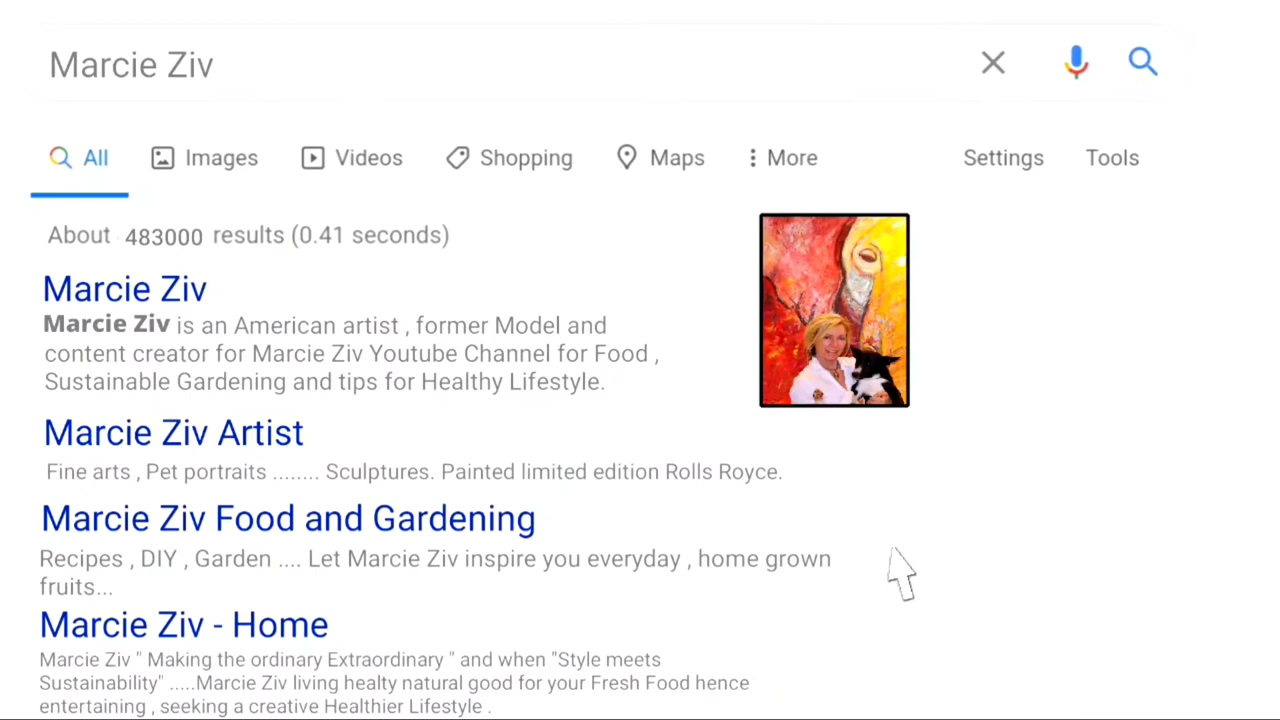 Marcie Ziv
All Images Videos Shopping Maps More Settings Tools
About 483000 results (0.41 seconds)
Marcie Ziv
Marcie Ziv is an American artist , former Model and
content creator for Marcie Ziv Youtube Channel for Food ,
Sustainable Gardening and tips for Healthy Lifestyle.
Marcie Ziv Artist
Fine arts , Pet portraits ........ Sculptures. Painted limited edition Rolls Royce.
Marcie Ziv Food and Gardening
Recipes , DIY , Garden .... Let Marcie Ziv inspire you everyday , home grown
fruits...
Marcie Ziv - Home
Marcie Ziv " Making the ordinary Extraordinary " and when "Style meets
Sustainability" .....Marcie Ziv living healty natural good for your Fresh Food hence
entertaining , seeking a creative Healthier Lifestyle .